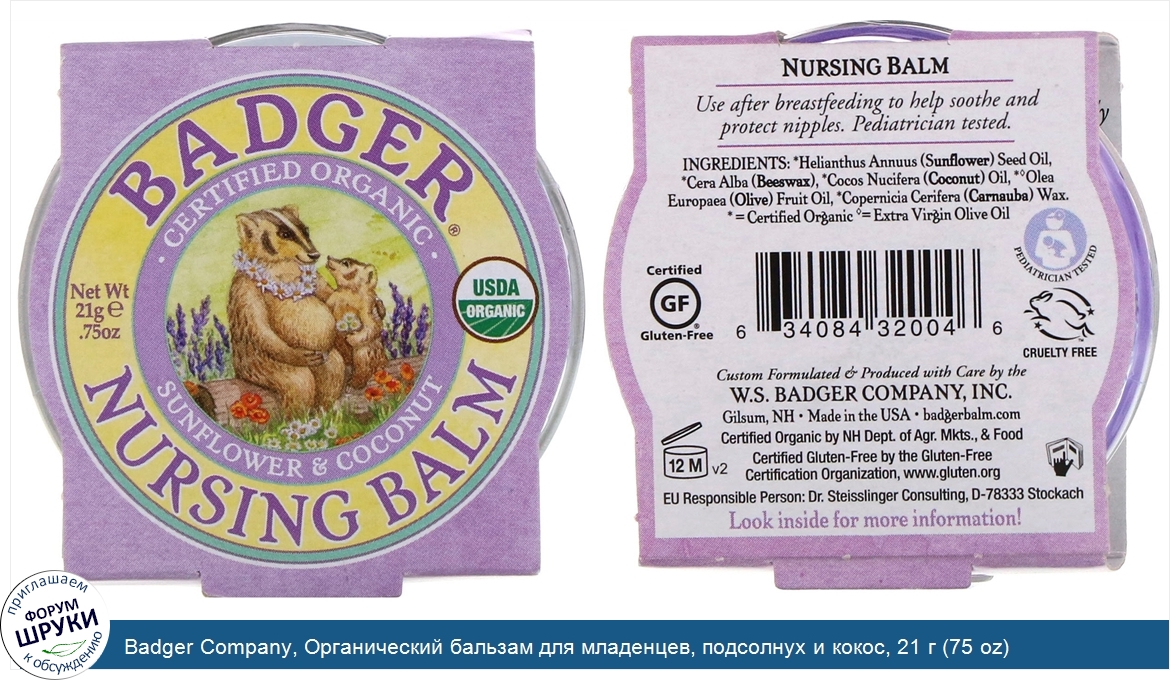 BADGER®
· CERTIFIED ORGANIC ·
Net Wt
21g ℮
.75oz
USDA
ORGANIC
SUNFLOWER & COCONUT
NURSING BALM
NURSING BALM
Use after breastfeeding to help soothe and
protect nipples. Pediatrician tested.
INGREDIENTS: *Helianthus Annuus (Sunflower) Seed Oil,
*Cera Alba (Beeswax), *Cocos Nucifera (Coconut) Oil, *◊Olea
Europaea (Olive) Fruit Oil, *Copernicia Cerifera (Carnauba) Wax.
* = Certified Organic ◊= Extra Virgin Olive Oil
PEDIATRICIAN TESTED
Certified
GF®
Gluten-Free
6 34084 32004 6
CRUELTY FREE
Custom Formulated & Produced with Care by the
W.S. BADGER COMPANY, INC.
Gilsum, NH • Made in the USA • badgerbalm.com
Certified Organic by NH Dept. of Agr. Mkts., & Food
12 M v2
Certified Gluten-Free by the Gluten-Free
Certification Organization, www.gluten.org
EU Responsible Person: Dr. Steisslinger Consulting, D-78333 Stockach
Look inside for more information!
приглашаем
ФОРУМ
ШРУКИ
к обсуждению
Badger Company, Органический бальзам для младенцев, подсолнух и кокос, 21 г (75 oz)